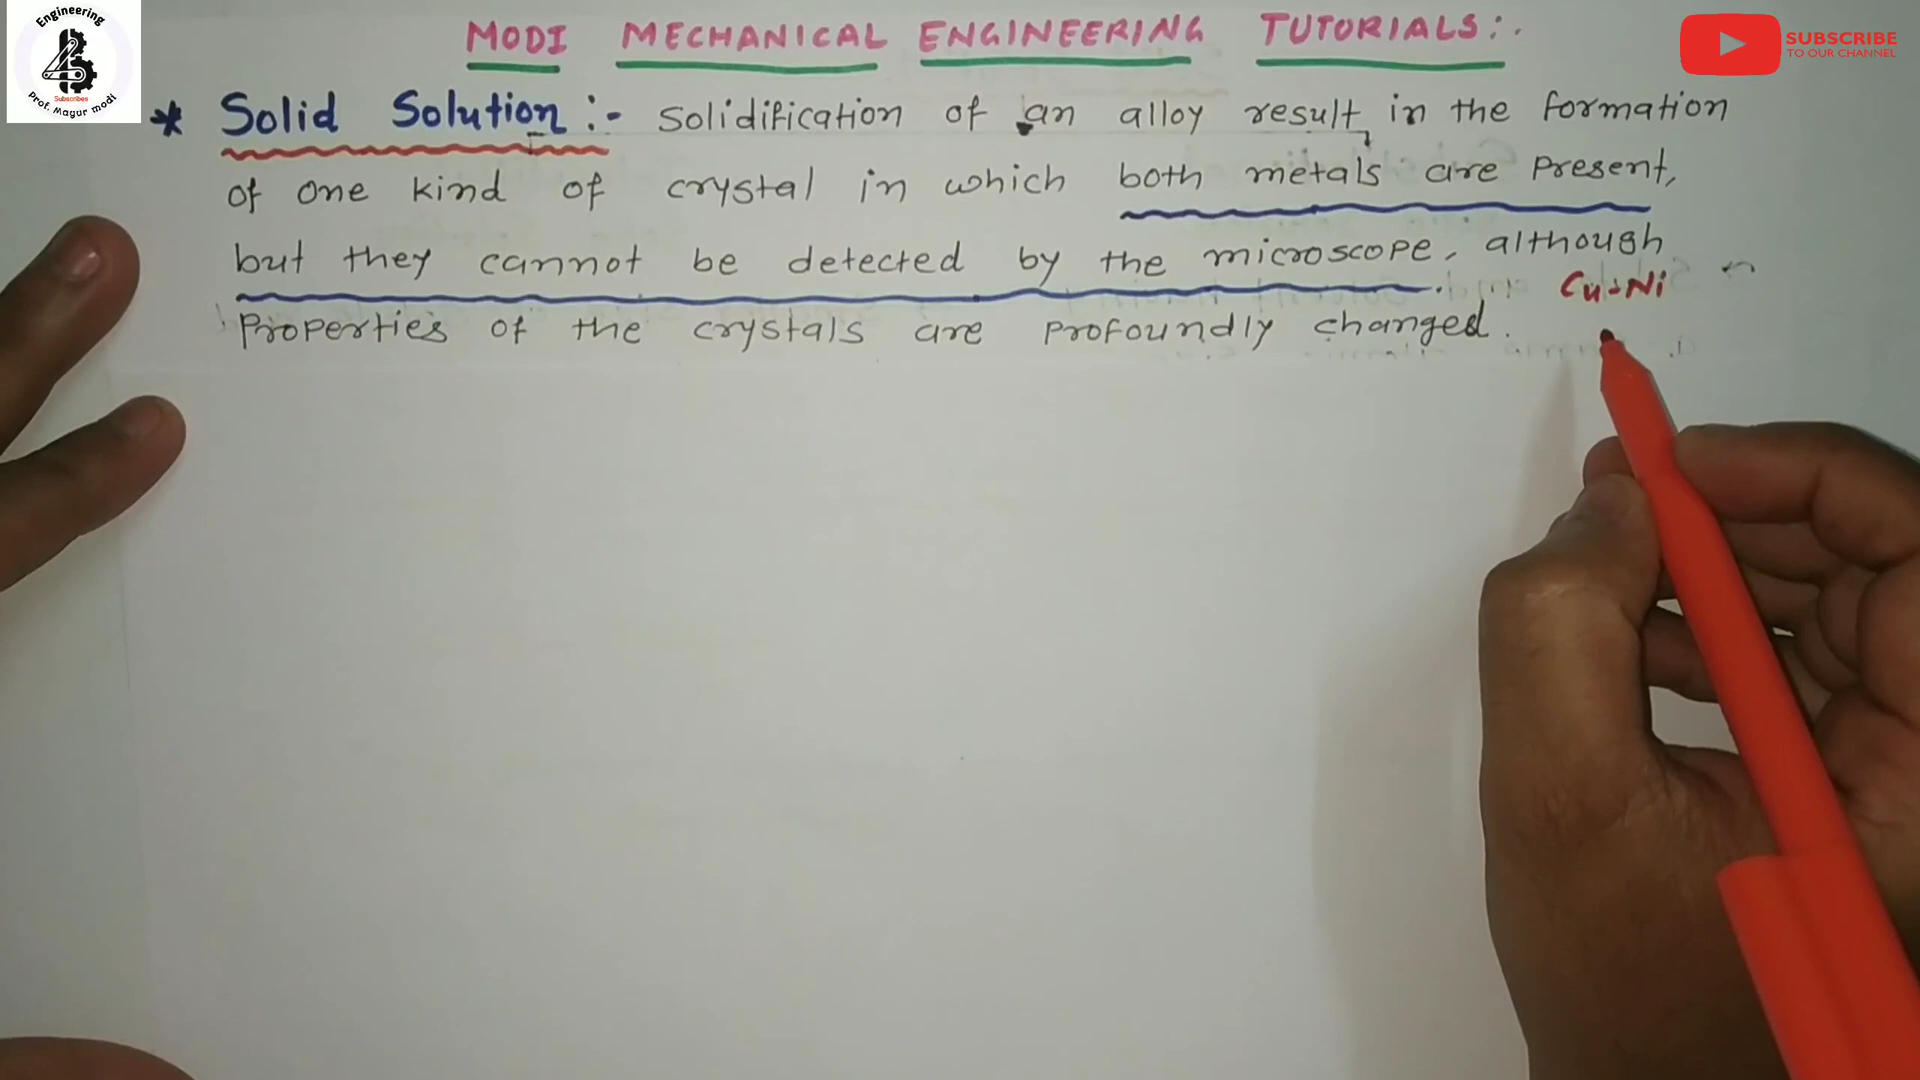 Engineering
Subscribes
Prof. Mayur modi
MODI MECHANICAL ENGINEERING TUTORIALS:.
SUBSCRIBE
TO OUR CHANNEL
* Solid Solution :- Solidification of an alloy result in the formation
of one kind of crystal in which both metals are present,
but they cannot be detected by the microscope, although
Cu-Ni
Properties of the crystals are profoundly changed.